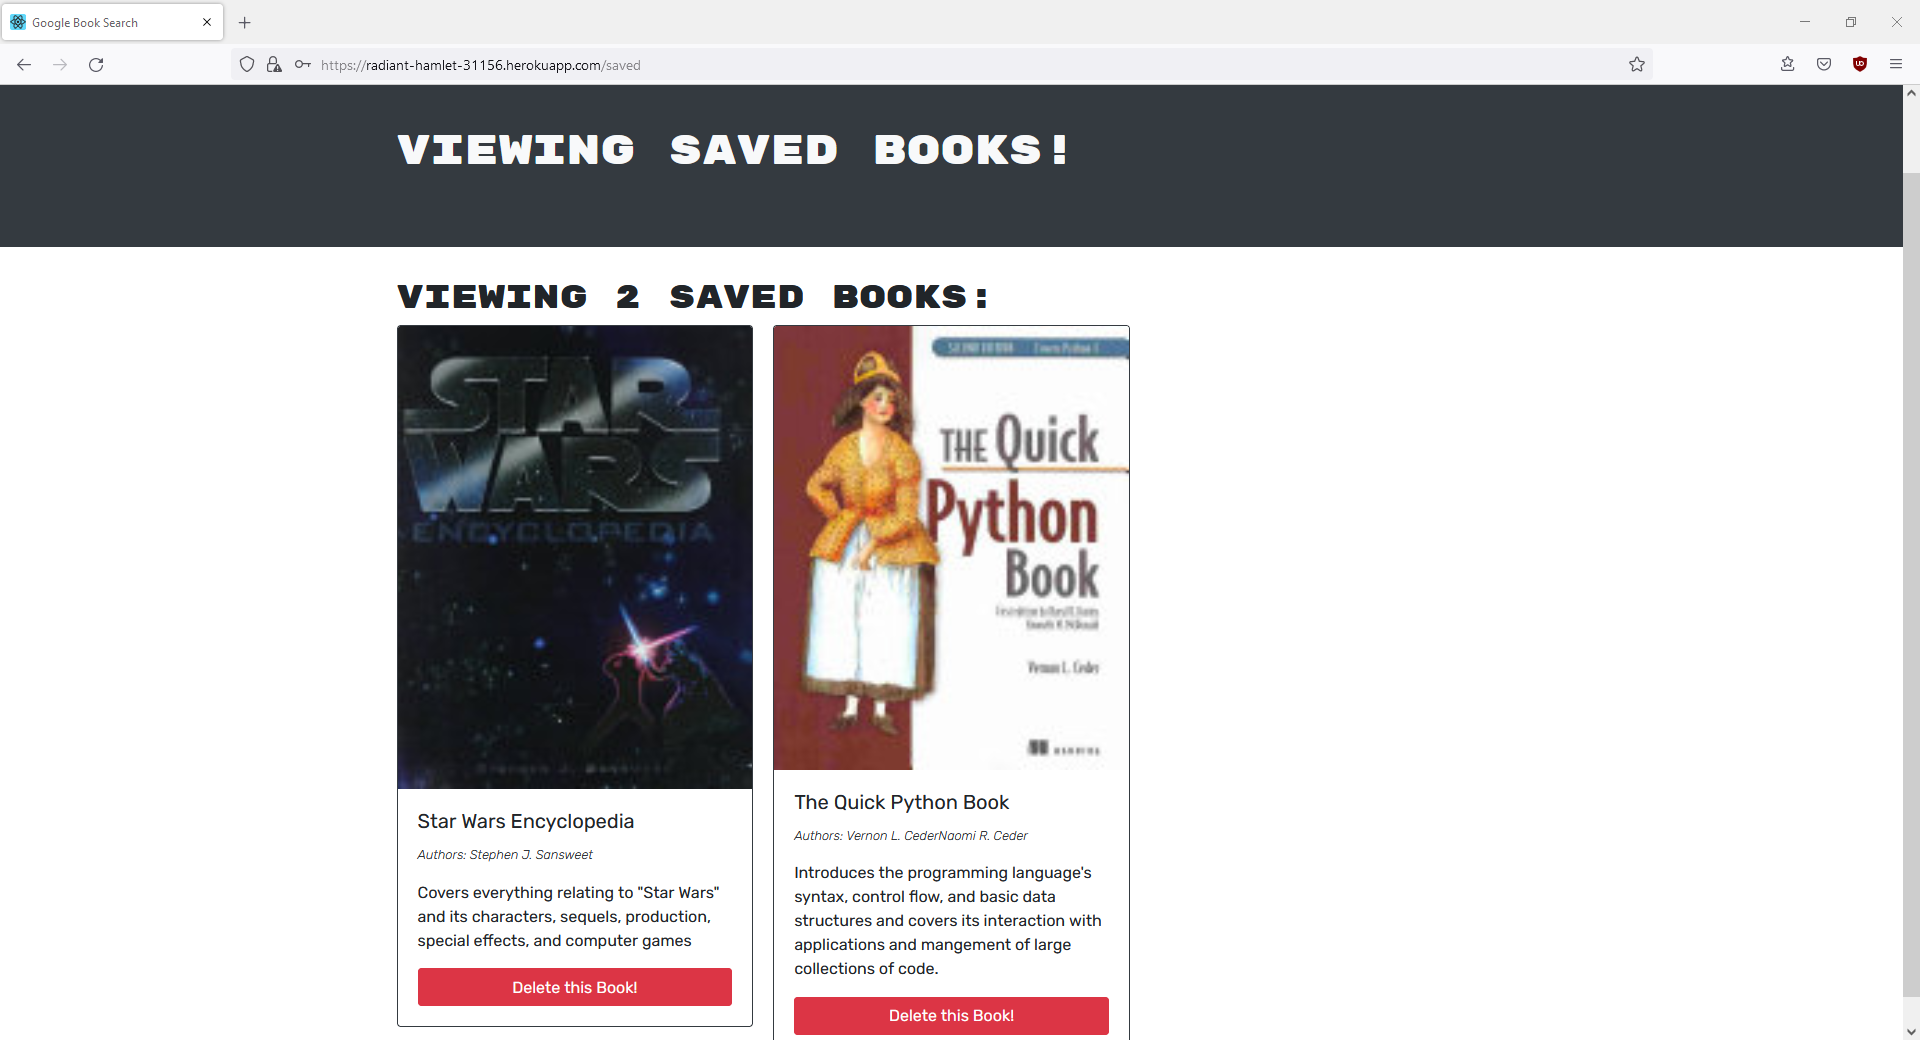 Google Book Search
https://radiant-hamlet-31156.herokuapp.com/saved
VIEWING SAVED BOOKS!
VIEWING 2 SAVED BOOKS:
STAR
WARS
ENCYCLOPEDIA
SECOND EDITION Covers Python 3
THE Quick
Python
Book
Vernon L. Ceder
MANNING
Star Wars Encyclopedia
Authors: Stephen J. Sansweet
Covers everything relating to "Star Wars"
and its characters, sequels, production,
special effects, and computer games
Delete this Book!
The Quick Python Book
Authors: Vernon L. CederNaomi R. Ceder
Introduces the programming language's
syntax, control flow, and basic data
structures and covers its interaction with
applications and mangement of large
collections of code.
Delete this Book!